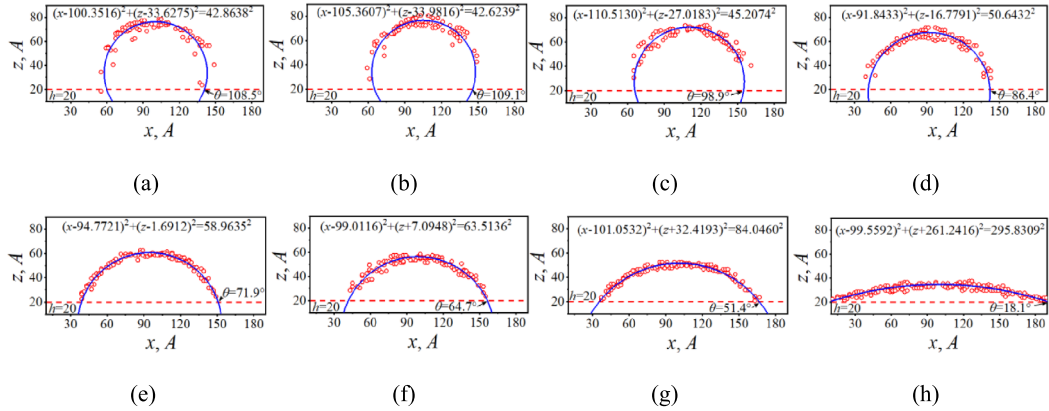 (x-100.3516)²+(z-33.6275)²=42.8638²
z, A
80
60
40
20
h=20
θ=108.5°
30 60 90 120 150 180
x, A
(a)
(x-105.3607)²+(z-33.9816)²=42.6239²
z, A
80
60
40
20
h=20
θ=109.1°
30 60 90 120 150 180
x, A
(b)
(x-110.5130)²+(z-27.0183)²=45.2074²
z, A
80
60
40
20
h=20
θ=98.9°
30 60 90 120 150 180
x, A
(c)
(x-91.8433)²+(z-16.7791)²=50.6432²
z, A
80
60
40
20
h=20
θ=86.4°
30 60 90 120 150 180
x, A
(d)
(x-94.7721)²+(z-1.6912)²=58.9635²
z, A
80
60
40
20
h=20
θ=71.9°
30 60 90 120 150 180
x, A
(e)
(x-99.0116)²+(z+7.0948)²=63.5136²
z, A
80
60
40
20
h=20
θ=64.7°
30 60 90 120 150 180
x, A
(f)
(x-101.0532)²+(z+32.4193)²=84.0460²
z, A
80
60
40
20
h=20
θ=51.4°
30 60 90 120 150 180
x, A
(g)
(x-99.5592)²+(z+261.2416)²=295.8309²
z, A
80
60
40
20
h=20
θ=18.1°
30 60 90 120 150 180
x, A
(h)